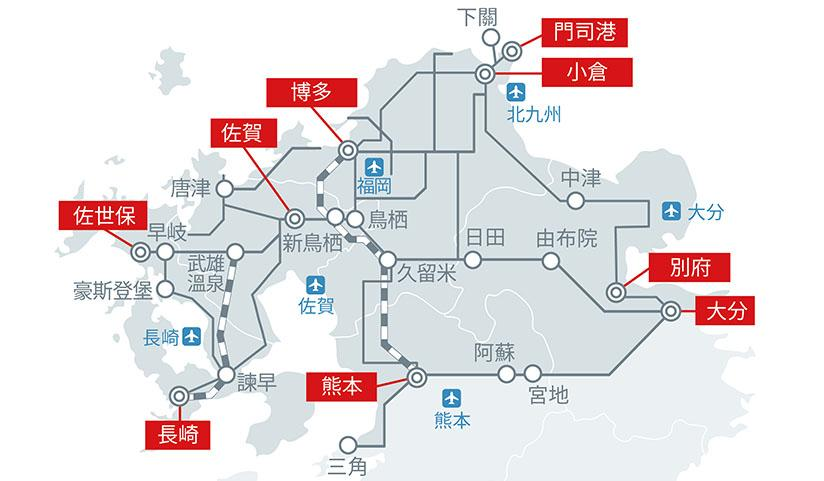 下關
門司港
小倉
北九州
博多
佐賀
福岡
唐津
中津
佐世保
早岐
新鳥栖
鳥栖
大分
武雄
溫泉
久留米
日田
由布院
別府
豪斯登堡
佐賀
大分
長崎
諫早
熊本
阿蘇
宮地
熊本
長崎
三角